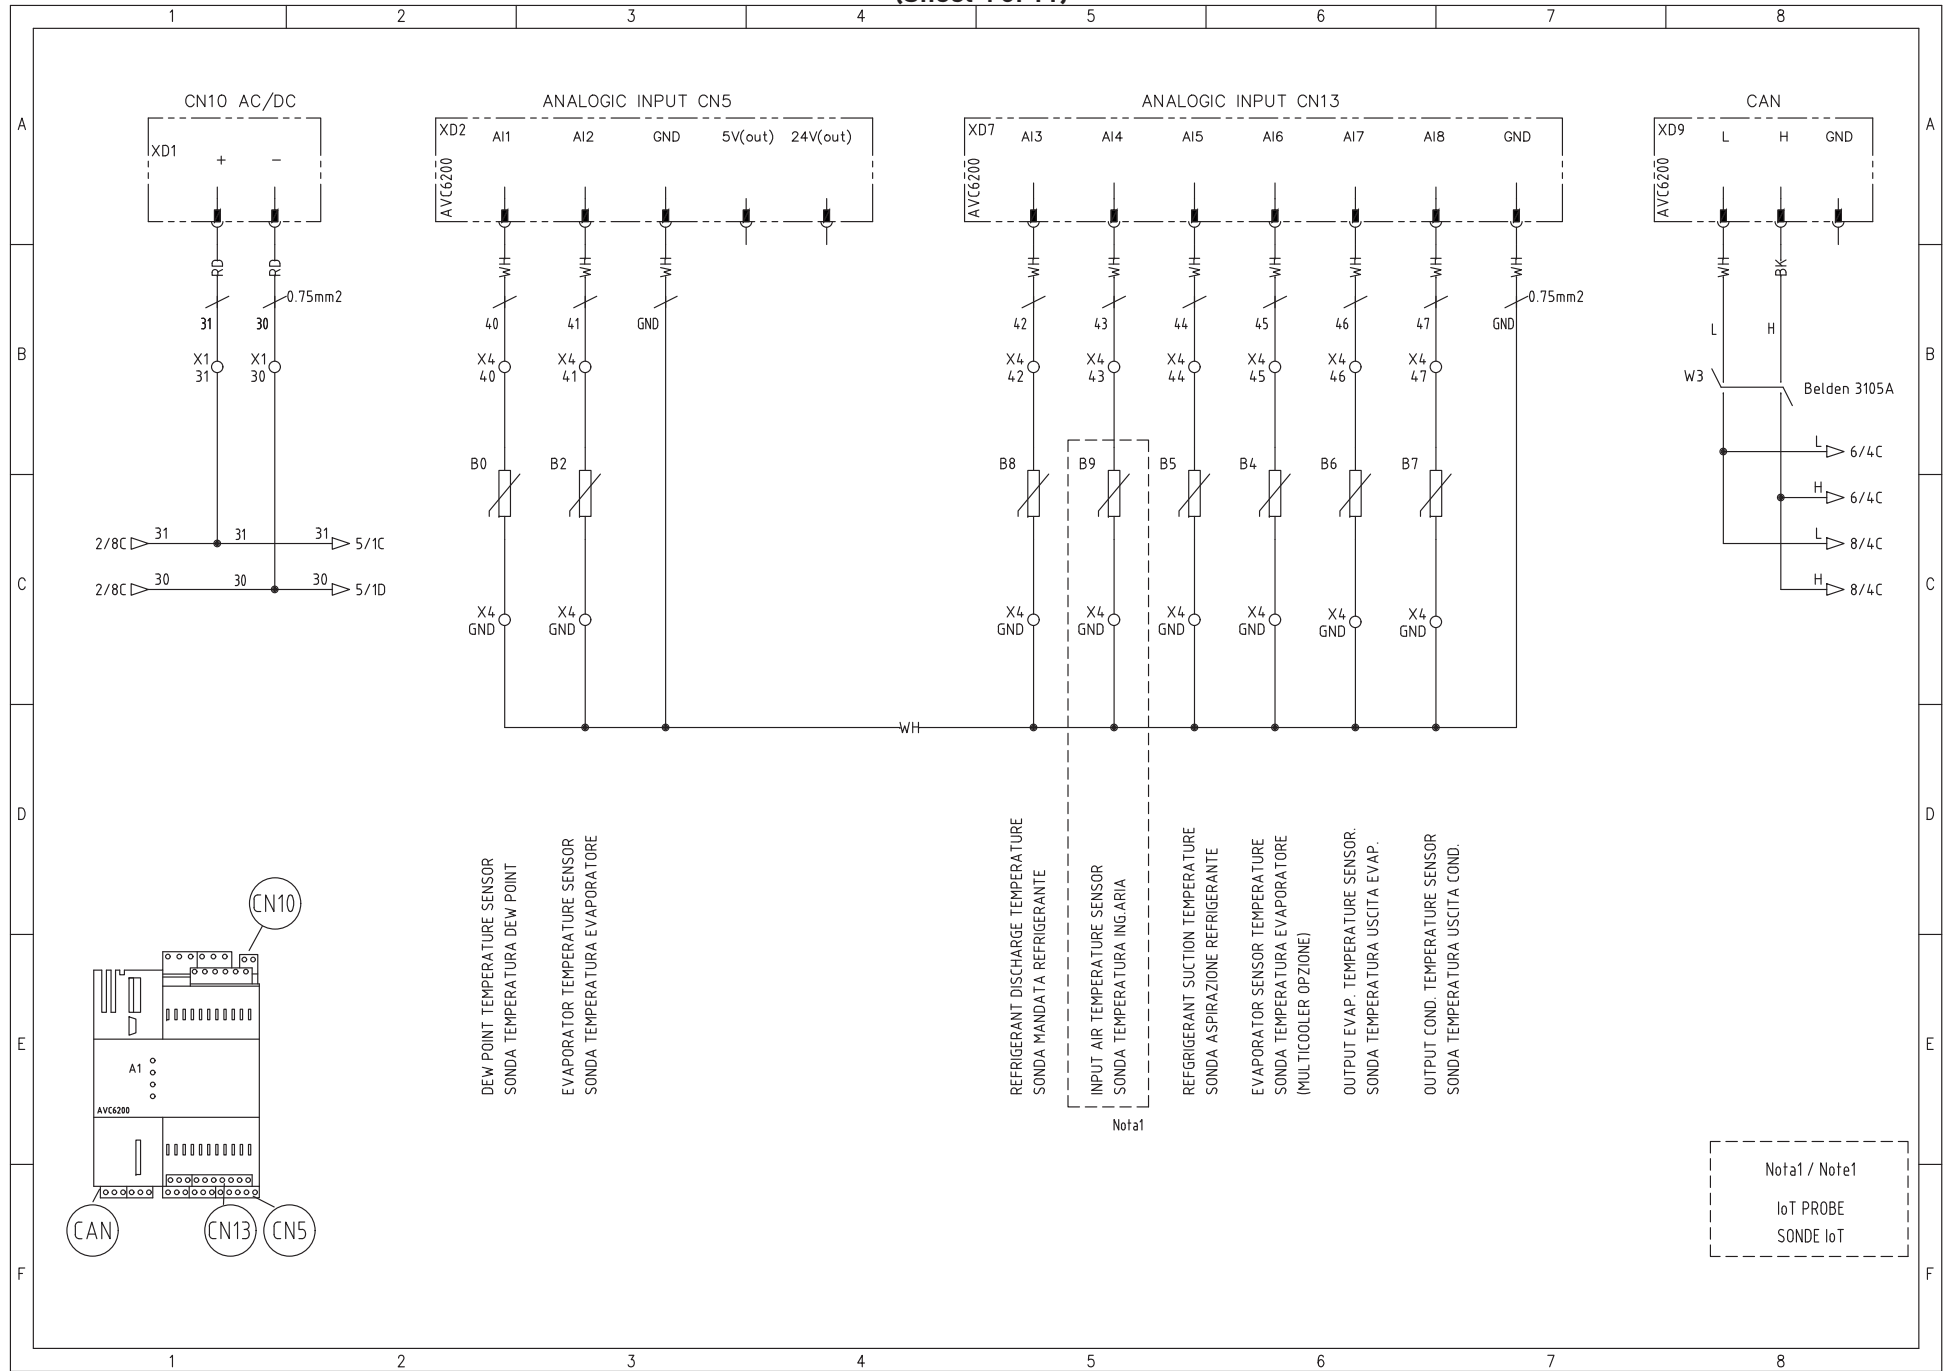 1 2 3 4 5 6 7 8
CN10 AC/DC
XD1
+ −
ANALOGIC INPUT CN5
XD2 AI1 AI2 GND 5V(out) 24V(out)
AVC6200
ANALOGIC INPUT CN13
XD7 AI3 AI4 AI5 AI6 AI7 AI8 GND
AVC6200
CAN
XD9 L H GND
AVC6200
A A
RD RD WH WH WH WH WH WH WH WH WH WH WH BK
0.75mm2 0.75mm2
31 30 40 41 GND 42 43 44 45 46 47 GND L H
B B
X1 X1 X4 X4 X4 X4 X4 X4 X4 X4
31 30 40 41 42 43 44 45 46 47
W3 Belden 3105A
L 6/4C
B0 B2 B8 B9 B5 B4 B6 B7
H 6/4C
2/8C 31 31 31 5/1C
L 8/4C
2/8C 30 30 30 5/1D
H 8/4C
C C
X4 X4 X4 X4 X4 X4 X4 X4
GND GND GND GND GND GND GND GND
WH
D D
DEW POINT TEMPERATURE SENSOR
SONDA TEMPERATURA DEW POINT
EVAPORATOR TEMPERATURE SENSOR
SONDA TEMPERATURA EVAPORATORE
REFRIGERANT DISCHARGE TEMPERATURE
SONDA MANDATA REFRIGERANTE
INPUT AIR TEMPERATURE SENSOR
SONDA TEMPERATURA ING.ARIA
REFGRIGERANT SUCTION TEMPERATURE
SONDA ASPIRAZIONE REFRIGERANTE
EVAPORATOR SENSOR TEMPERATURE
SONDA TEMPERATURA EVAPORATORE
(MULTICOOLER OPZIONE)
OUTPUT EVAP. TEMPERATURE SENSOR.
SONDA TEMPERATURA USCITA EVAP.
OUTPUT COND. TEMPERATURE SENSOR
SONDA TEMPERATURA USCITA COND.
CN10
E E
A1
AVC6200
Nota1
CAN CN13 CN5
Nota1 / Note1
IoT PROBE
SONDE IoT
F F
1 2 3 4 5 6 7 8